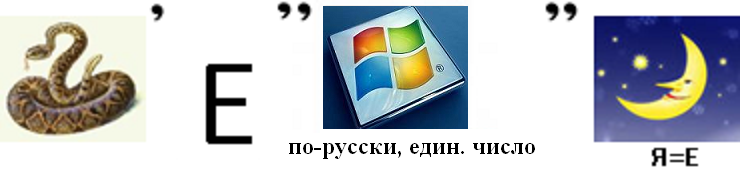 ’ Е ’’ ’’
по-русски, един. число
Я=Е